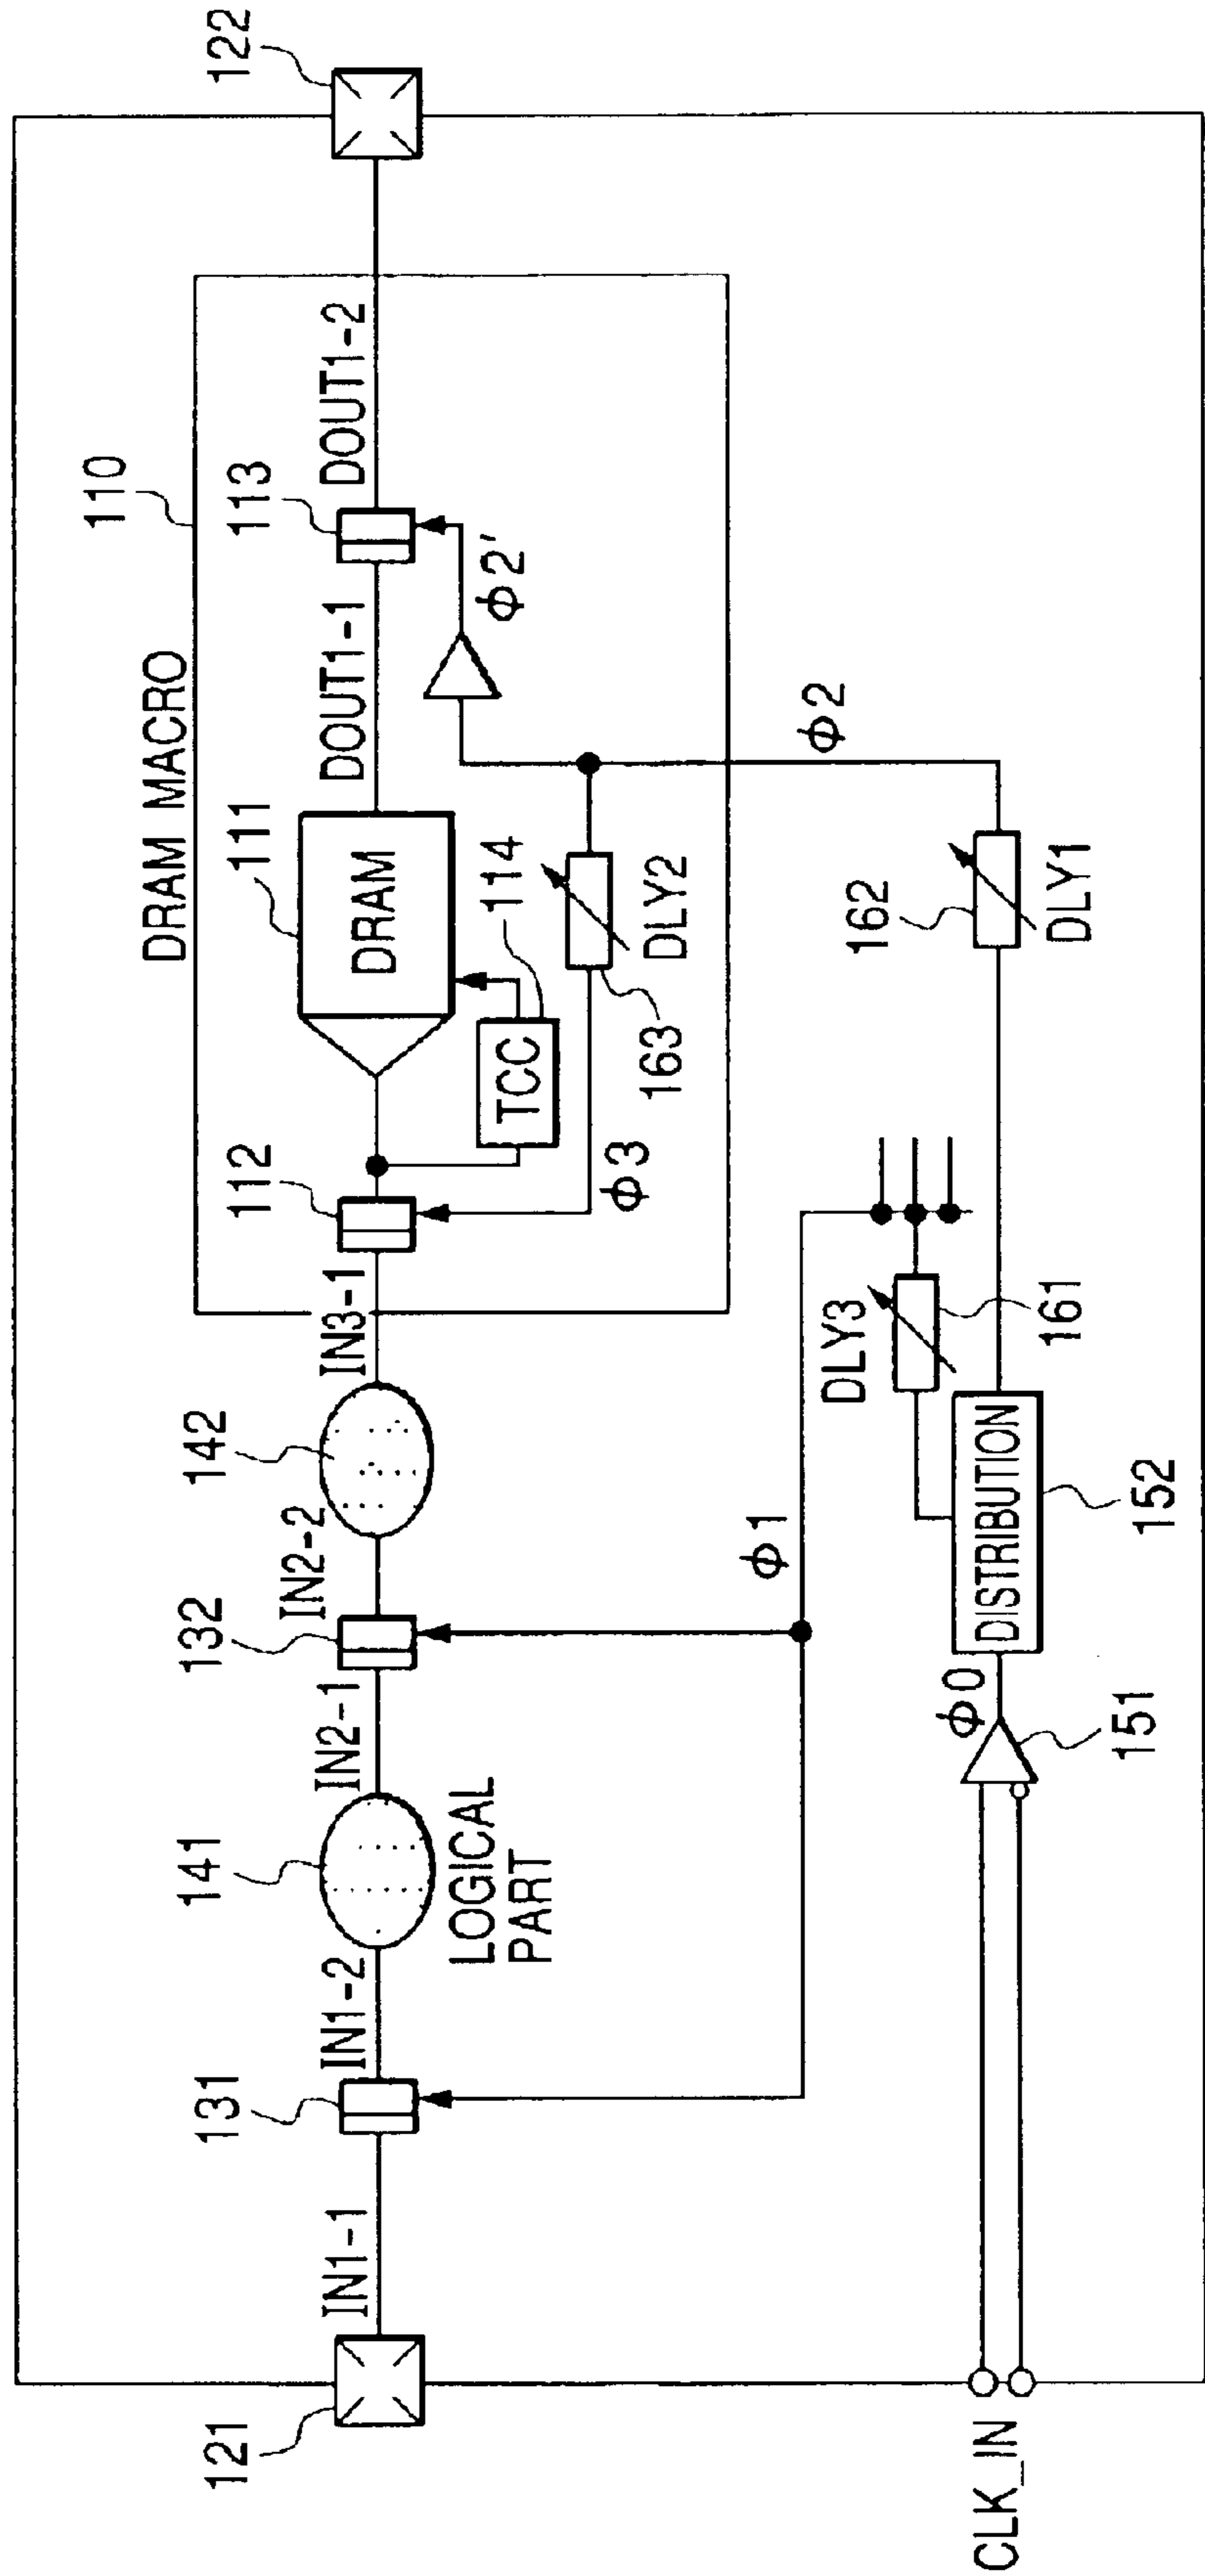 122
110
DRAM MACRO
113
DOUT1-2
111
DOUT1-1
DRAM
114
TCC
Φ2'
112
Φ3
163
DLY2
Φ2
IN3-1
142
IN2-2
132
IN2-1
141
LOGICAL
PART
IN1-2
131
IN1-1
121
Φ1
DLY3
161
162
DLY1
DISTRIBUTION
152
Φ0
151
CLK_IN